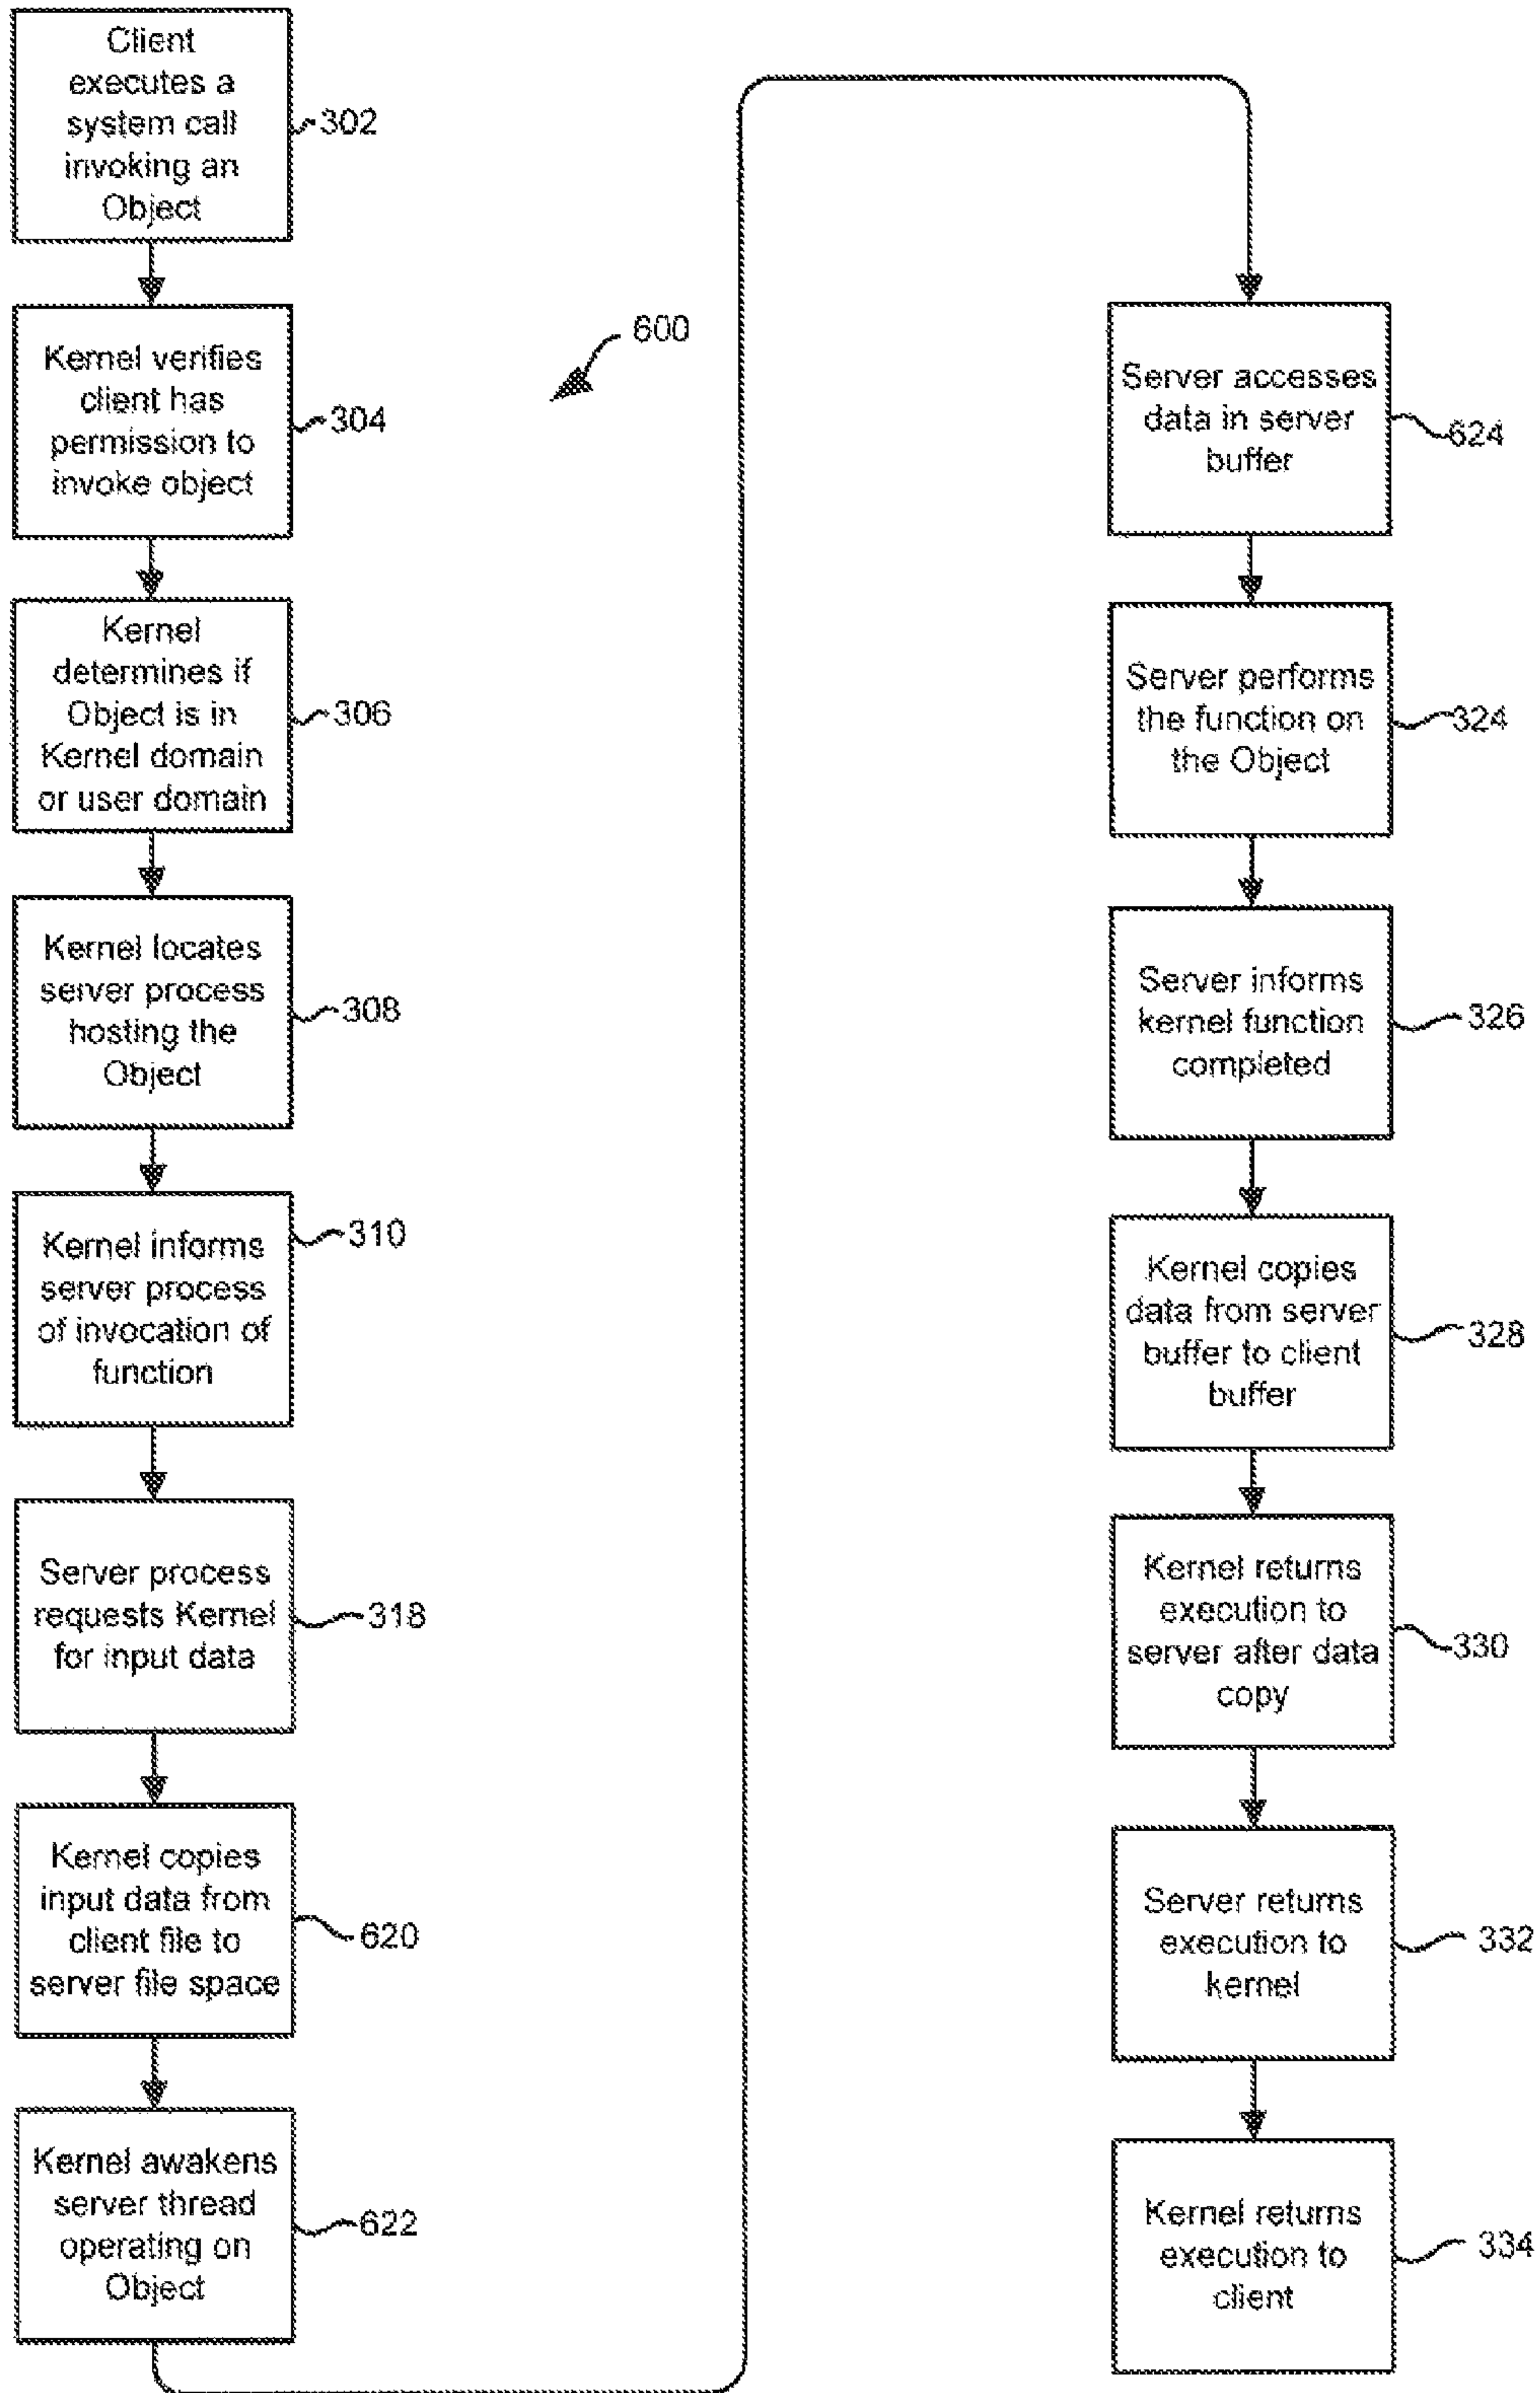 Client
executes a
system call
invoking an
Object
302
Kernel verifies
client has
permission to
invoke object
304
600
Kernel
determines if
Object is in
Kernel domain
or user domain
306
Kernel locates
server process
hosting the
Object
308
Kernel informs
server process
of invocation of
function
310
Server process
requests Kernel
for input data
318
Kernel copies
input data from
client file to
server file space
620
Kernel awakens
server thread
operating on
Object
622
Server accesses
data in server
buffer
624
Server performs
the function on
the Object
324
Server informs
kernel function
completed
326
Kernel copies
data from server
buffer to client
buffer
328
Kernel returns
execution to
server after data
copy
330
Server returns
execution to
kernel
332
Kernel returns
execution to
client
334